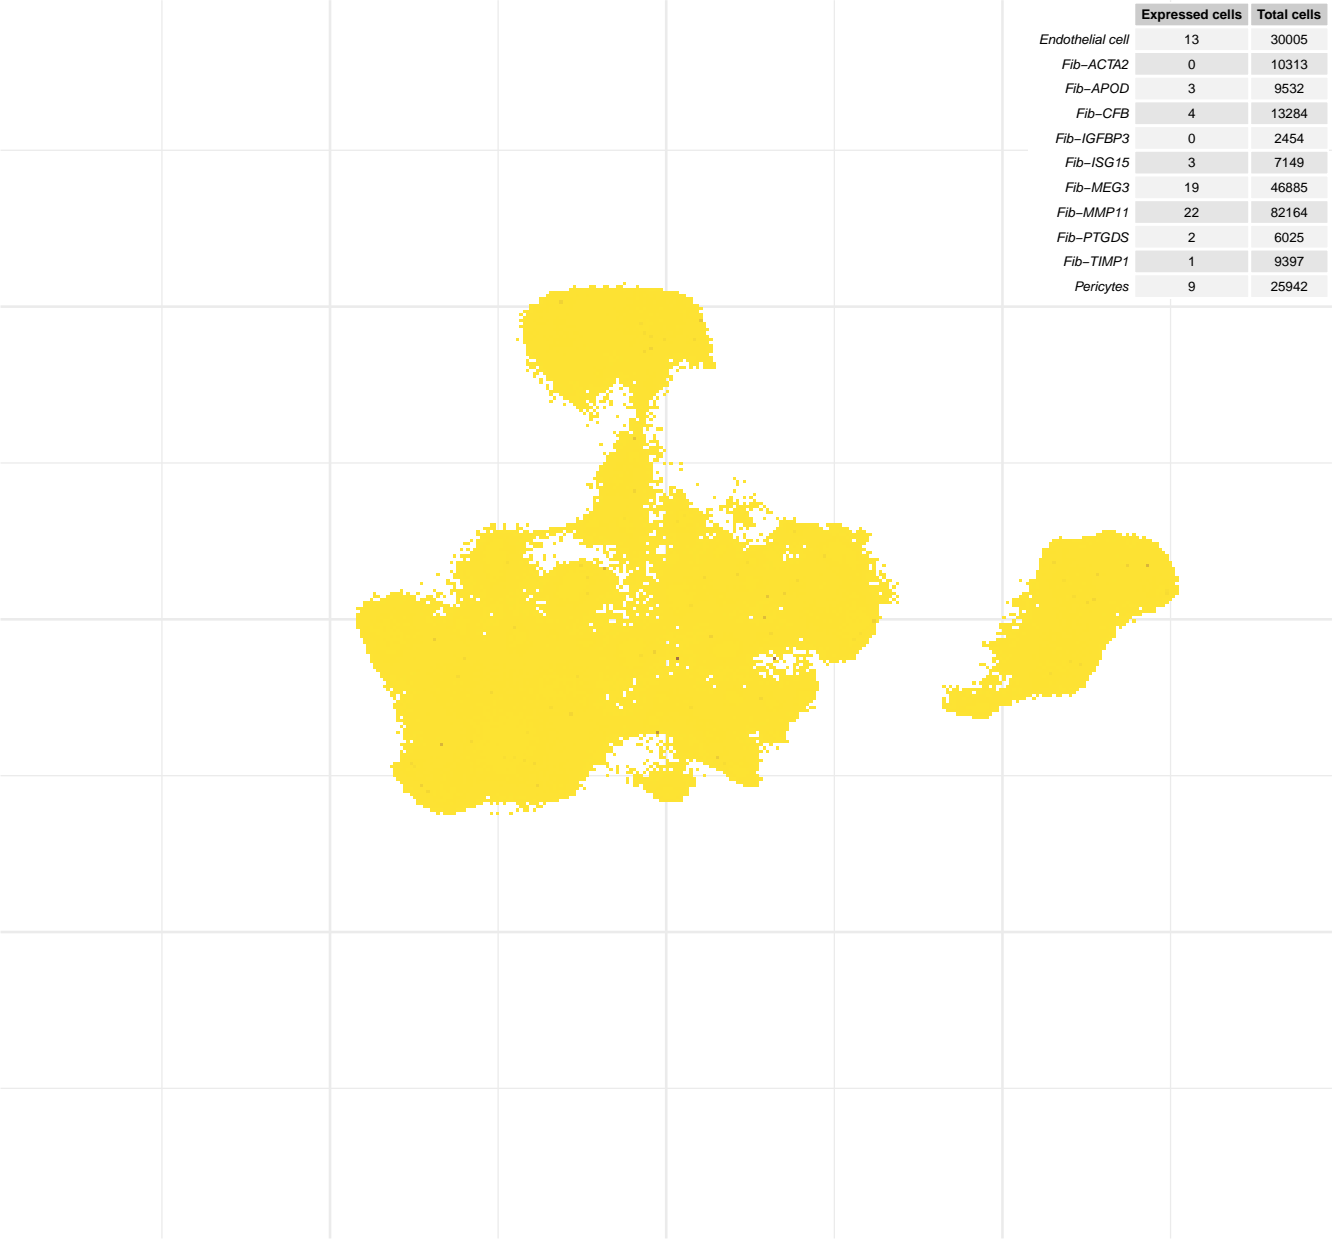 Expressed cells Total cells
Endothelial cell 13 30005
Fib−ACTA2 0 10313
Fib−APOD 3 9532
Fib−CFB 4 13284
Fib−IGFBP3 0 2454
Fib−ISG15 3 7149
Fib−MEG3 19 46885
Fib−MMP11 22 82164
Fib−PTGDS 2 6025
Fib−TIMP1 1 9397
Pericytes 9 25942